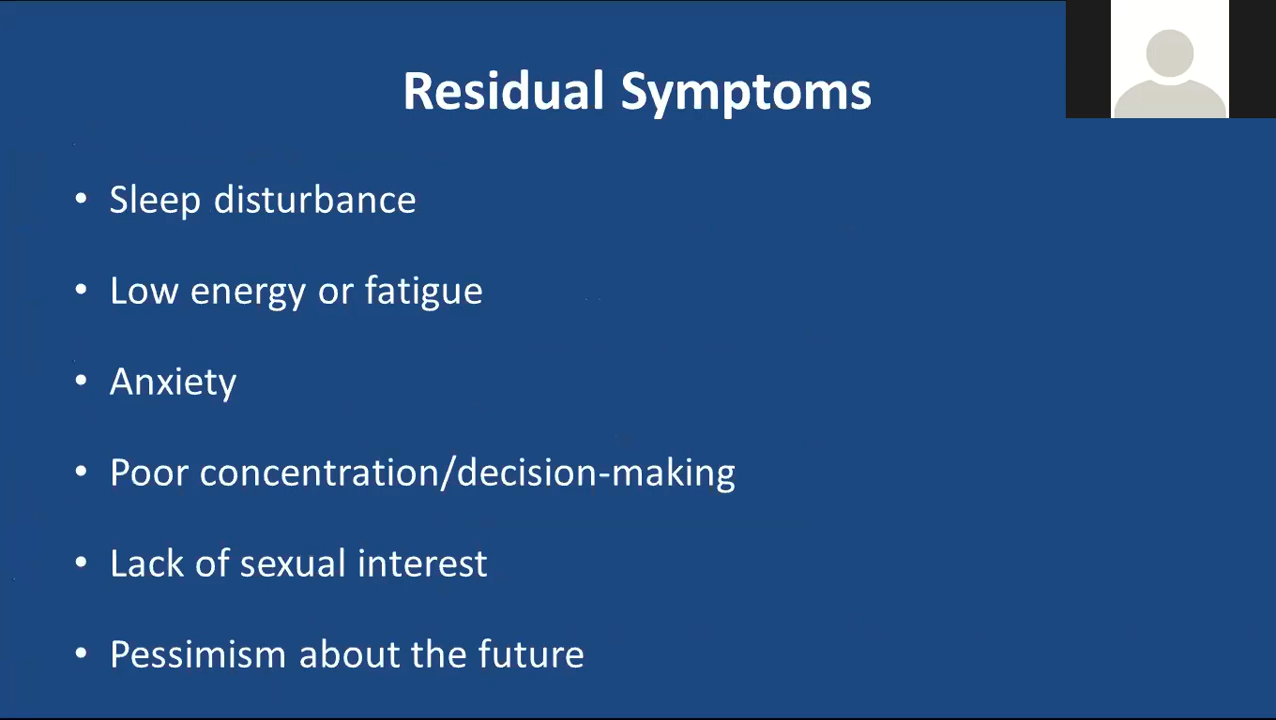 Residual Symptoms
• Sleep disturbance
• Low energy or fatigue
• Anxiety
• Poor concentration/decision-making
• Lack of sexual interest
• Pessimism about the future